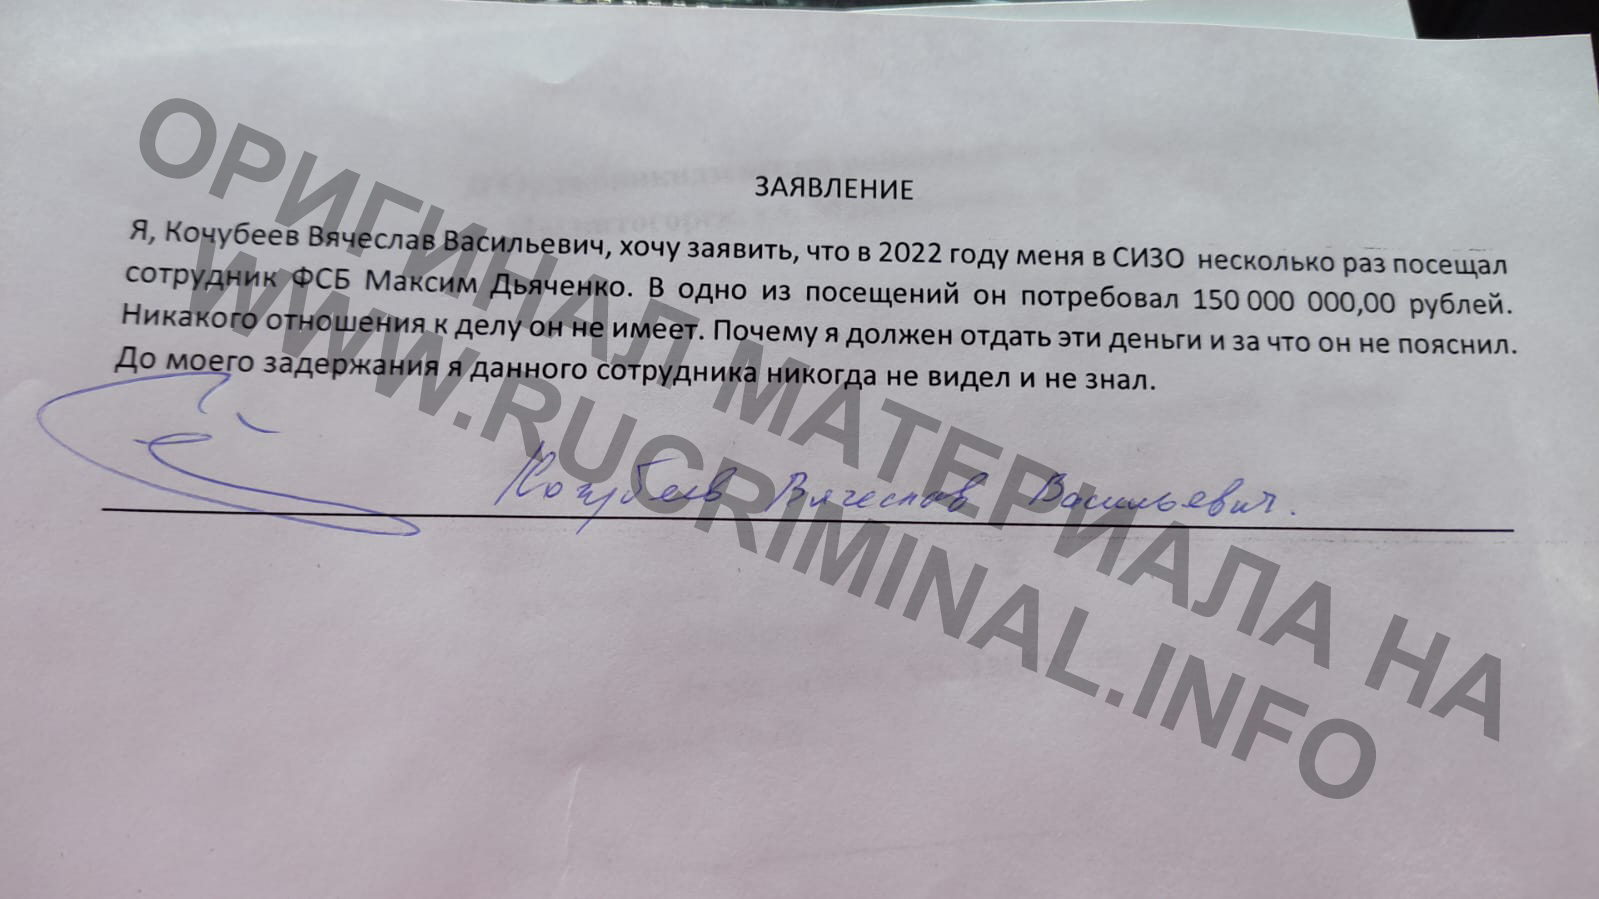 ЗАЯВЛЕНИЕ
Я, Кочубеев Вячеслав Васильевич, хочу заявить, что в 2022 году меня в СИЗО несколько раз посещал
сотрудник ФСБ Максим Дьяченко. В одно из посещений он потребовал 150 000 000,00 рублей.
Никакого отношения к делу он не имеет. Почему я должен отдать эти деньги и за что он не пояснил.
До моего задержания я данного сотрудника никогда не видел и не знал.
Кочубеев Вячеслав Васильевич.
ОРИГИНАЛ МАТЕРИАЛА НА
WWW.RUCRIMINAL.INFO